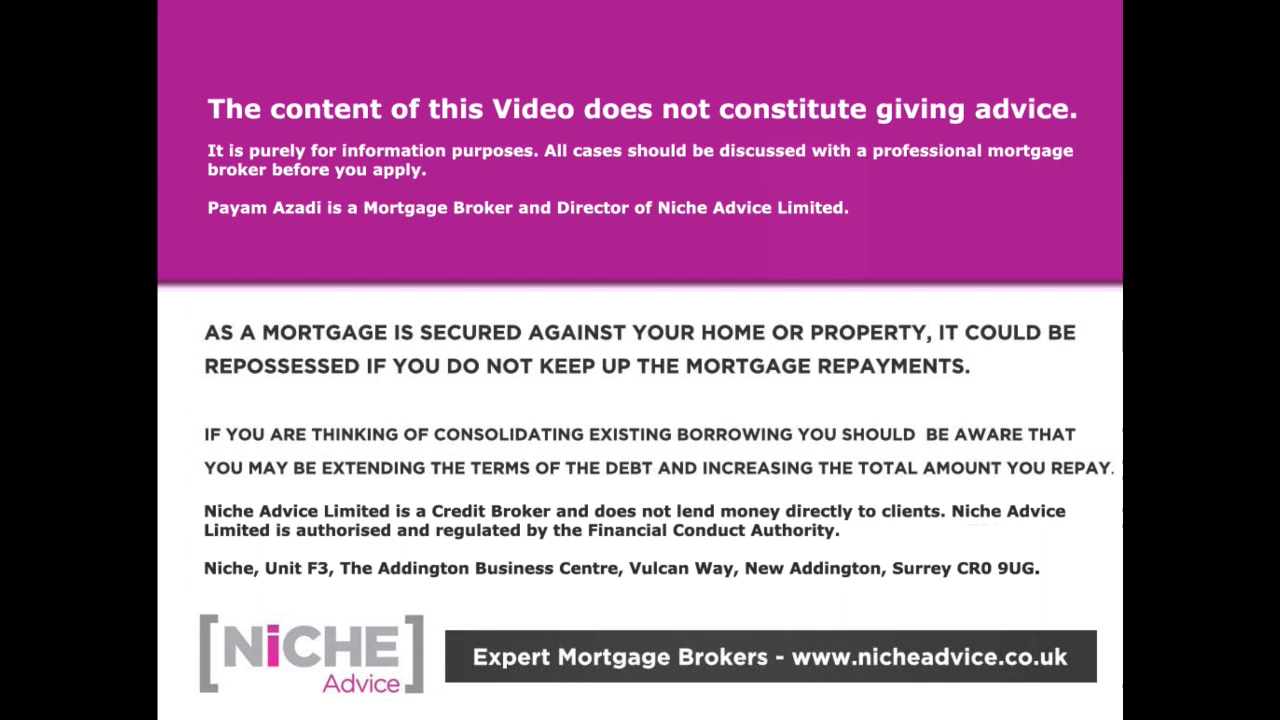 The content of this Video does not constitute giving advice.
It is purely for information purposes. All cases should be discussed with a professional mortgage
broker before you apply.
Payam Azadi is a Mortgage Broker and Director of Niche Advice Limited.
AS A MORTGAGE IS SECURED AGAINST YOUR HOME OR PROPERTY, IT COULD BE
REPOSSESSED IF YOU DO NOT KEEP UP THE MORTGAGE REPAYMENTS.
IF YOU ARE THINKING OF CONSOLIDATING EXISTING BORROWING YOU SHOULD BE AWARE THAT
YOU MAY BE EXTENDING THE TERMS OF THE DEBT AND INCREASING THE TOTAL AMOUNT YOU REPAY.
Niche Advice Limited is a Credit Broker and does not lend money directly to clients. Niche Advice
Limited is authorised and regulated by the Financial Conduct Authority.
Niche, Unit F3, The Addington Business Centre, Vulcan Way, New Addington, Surrey CR0 9UG.
[NiCHE
Advice]
Expert Mortgage Brokers - www.nicheadvice.co.uk